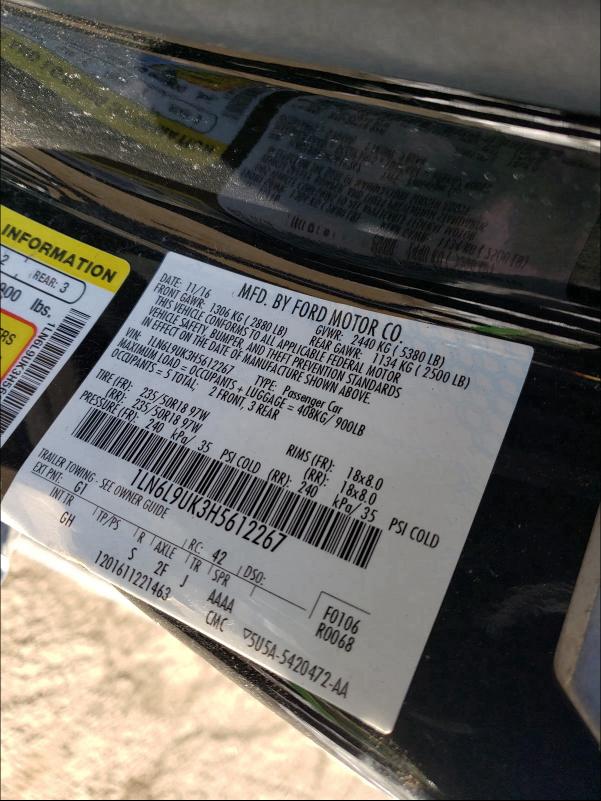 INFORMATION
2
REAR: 3
lbs.
MFD. BY FORD MOTOR CO.
DATE: 11/16
GVWR: 2440 KG ( 5380 LB)
FRONT GAWR: 1306 KG ( 2880 LB)
REAR GAWR: 1134 KG ( 2500 LB)
THIS VEHICLE CONFORMS TO ALL APPLICABLE FEDERAL MOTOR
VEHICLE SAFETY, BUMPER, AND THEFT PREVENTION STANDARDS
IN EFFECT ON THE DATE OF MANUFACTURE SHOWN ABOVE.
VIN: 1LN6L9UK3H5612267
TYPE: Passenger Car
MAXIMUM LOAD = OCCUPANTS + LUGGAGE = 408KG/ 900LB
OCCUPANTS = 5 TOTAL: 2 FRONT, 3 REAR
TIRE (FR): 235/50R18 97W RIMS (FR): 18x8.0
(RR): 235/50R18 97W (RR): 18x8.0
PRESSURE (FR): 240 kPa/ 35 PSI COLD (RR): 240 kPa/35 PSI COLD
1LN6L9UK3H5612267
TRAILER TOWING - SEE OWNER GUIDE
EXT PNT: G1 RC: 42 DSO:
INT TR TP/PS R AXLE TR SPR
GH S 2F J AAAA
F0106
R0068
1201611221463 CMC
5U5A-5420472-AA